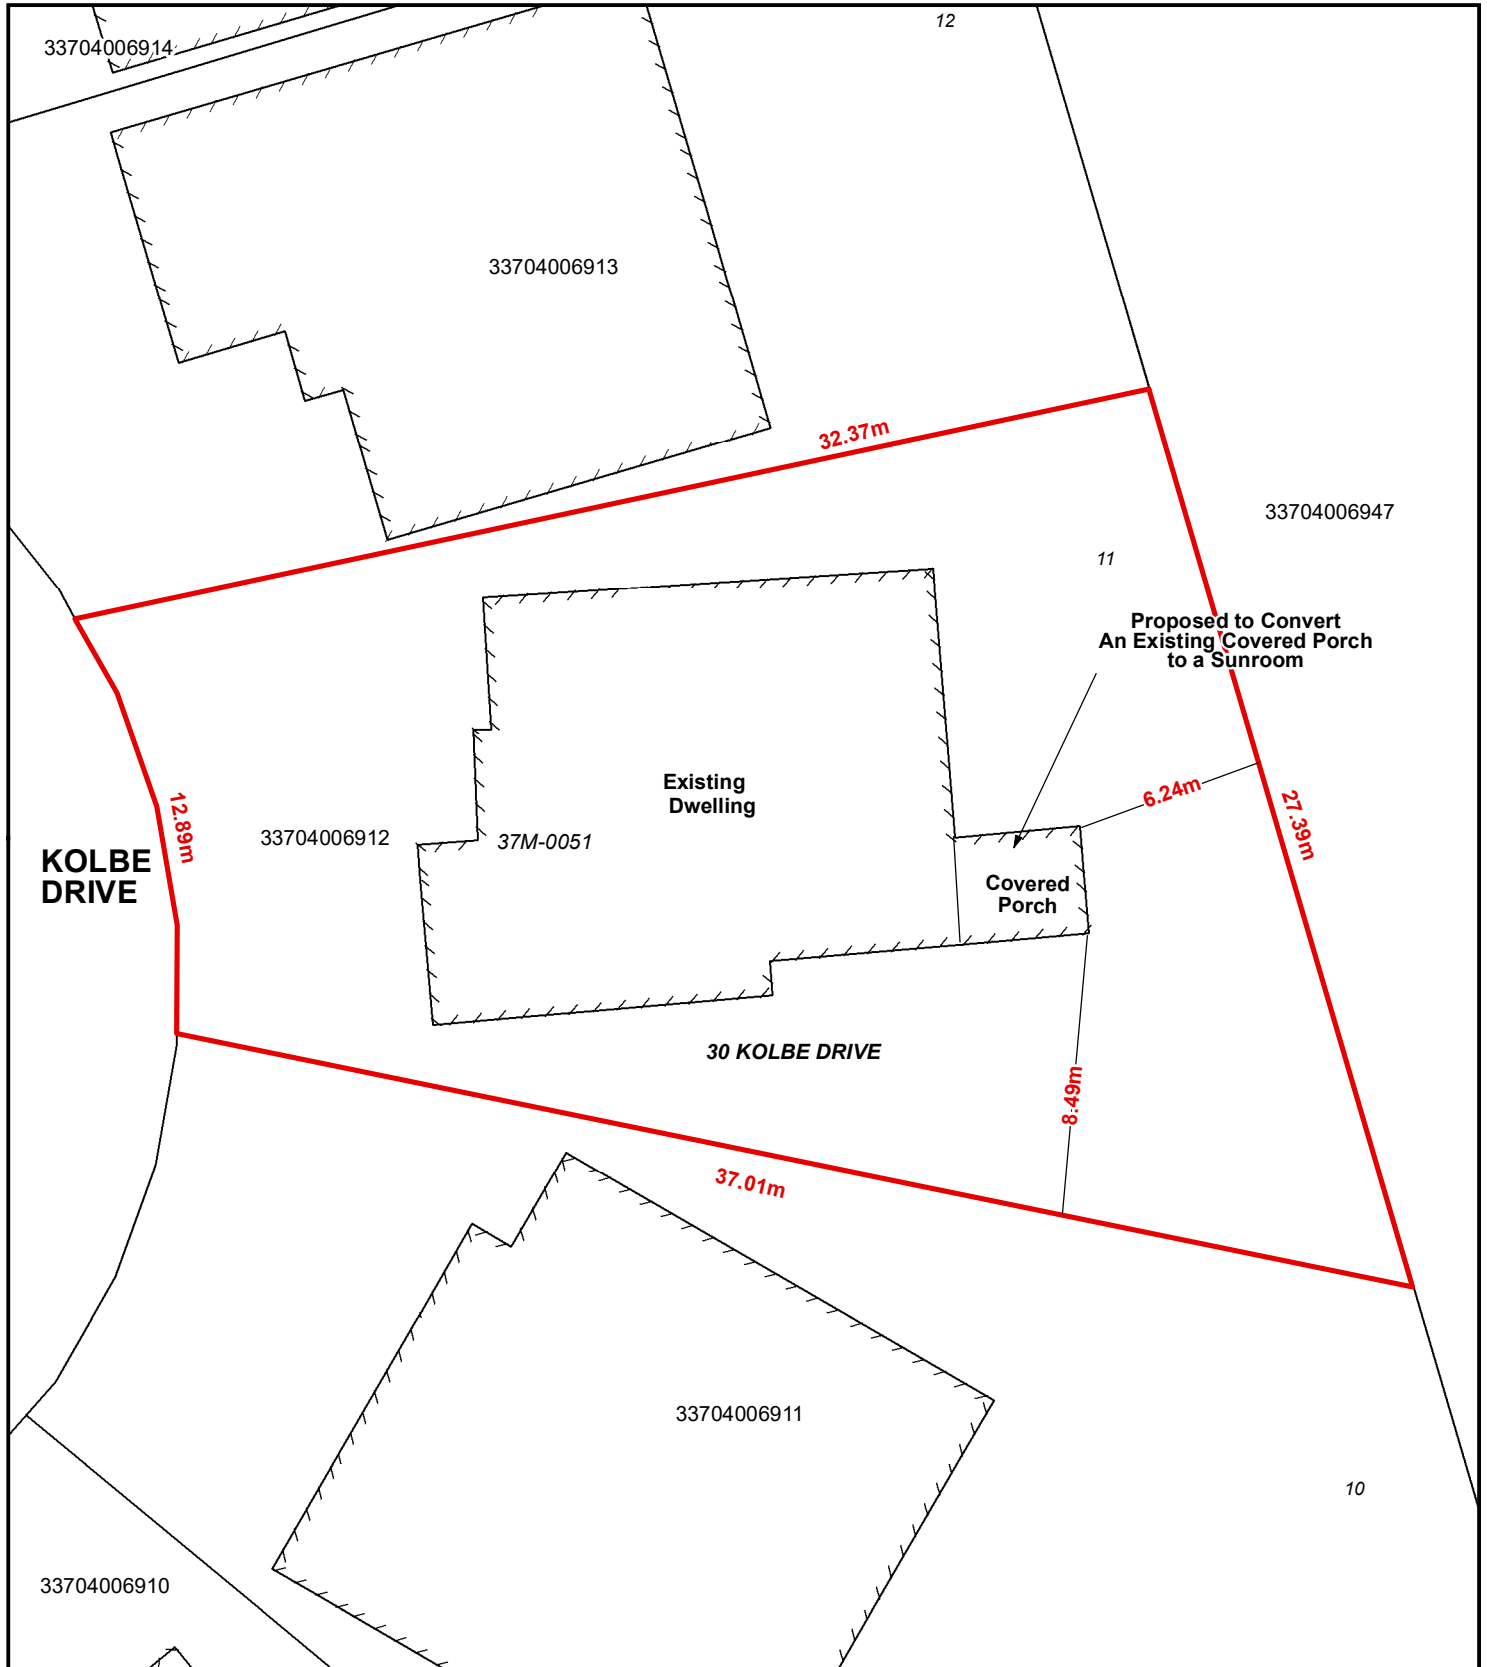 12
33704006914
33704006913
32.37m
33704006947
11
Proposed to Convert
An Existing Covered Porch
to a Sunroom
Existing
Dwelling
6.24m
27.39m
12.89m
33704006912
37M-0051
KOLBE
DRIVE
Covered
Porch
30 KOLBE DRIVE
8.49m
37.01m
33704006911
10
33704006910